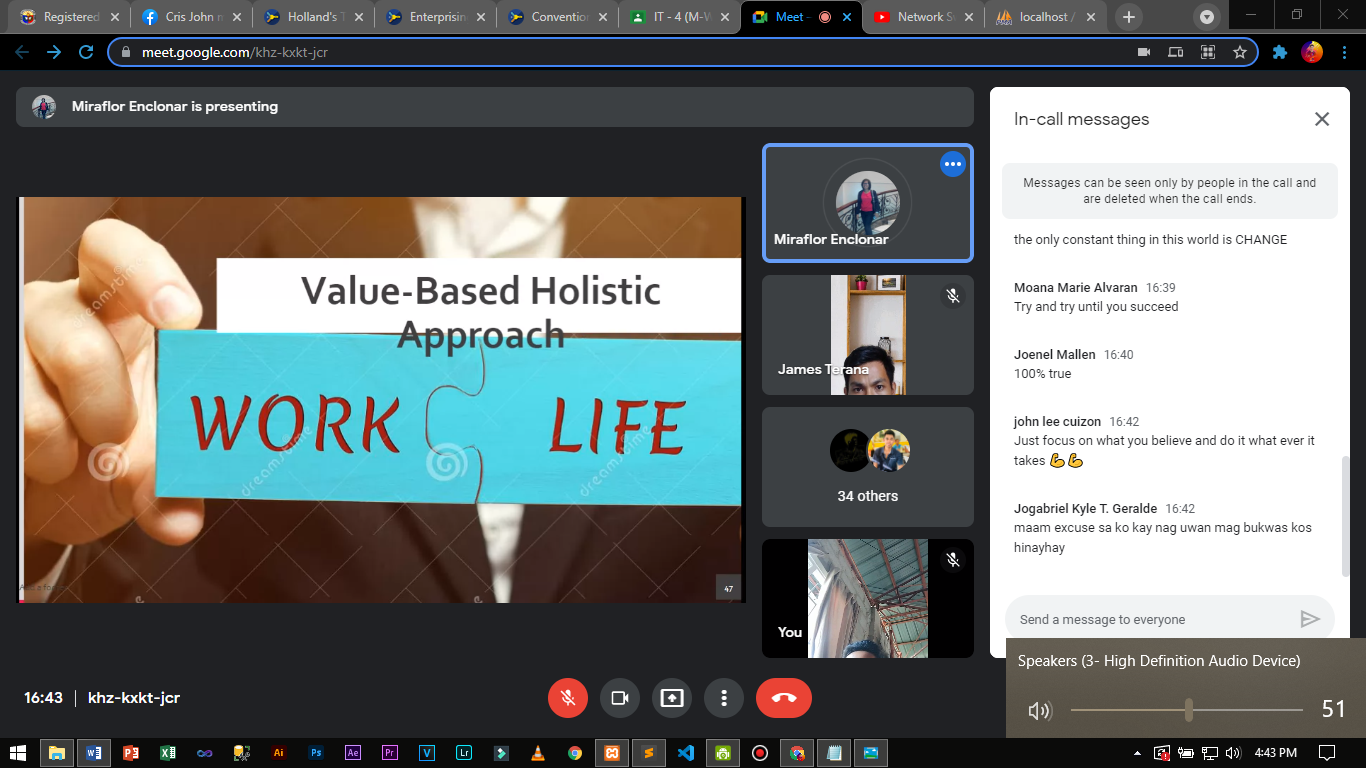 Registered
Cris John m
Holland's T
Enterprisin
Convention
IT - 4 (M-W
Meet -
Network Se
localhost /
meet.google.com/khz-kxkt-jcr
Miraflor Enclonar is presenting
Value-Based Holistic
Approach
WORK LIFE
dreamstime
dreamstime
dreamstime
47
Miraflor Enclonar
James Terana
34 others
You
In-call messages
Messages can be seen only by people in the call and
are deleted when the call ends.
the only constant thing in this world is CHANGE
Moana Marie Alvaran 16:39
Try and try until you succeed
Joenel Mallen 16:40
100% true
john lee cuizon 16:42
Just focus on what you believe and do it what ever it
takes 💪💪
Jogabriel Kyle T. Geralde 16:42
maam excuse sa ko kay nag uwan mag bukwas kos
hinayhay
Send a message to everyone
Speakers (3- High Definition Audio Device)
51
16:43 | khz-kxkt-jcr
4:43 PM